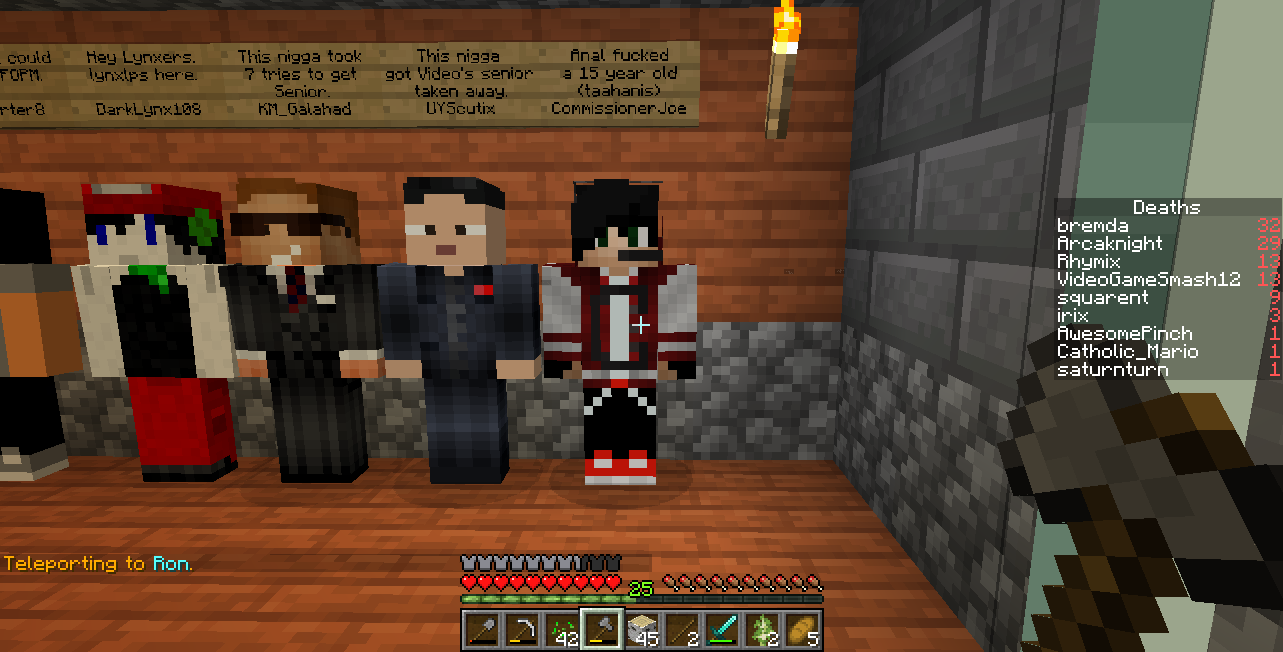 could
FOPM.
rter8
Hey Lynxers.
lynxlps here.
DarkLynx108
This nigga took
7 tries to get
Senior.
KM_Galahad
This nigga
got Video's senior
taken away.
UYScutix
Anal fucked
a 15 year old
(taahanis)
CommissionerJoe
Deaths
bremda 32
Arcaknight 29
Rhymix 13
VideoGameSmash12 13
squarent 9
irix 3
AwesomePinch 1
Catholic_Mario 1
saturnturn 1
Teleporting to Ron.
25
42
45
2
2
5